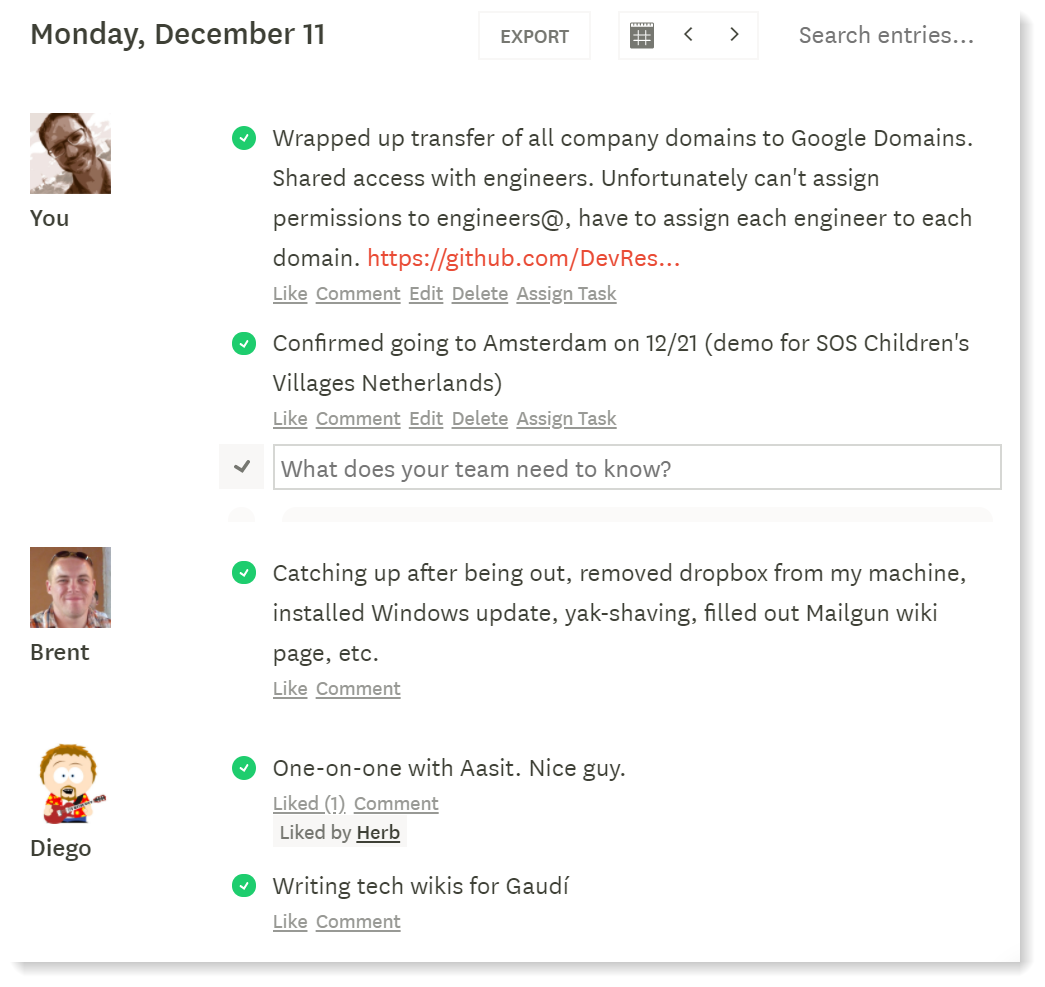 Monday, December 11
EXPORT
Search entries...
You
Wrapped up transfer of all company domains to Google Domains.
Shared access with engineers. Unfortunately can't assign
permissions to engineers@, have to assign each engineer to each
domain. https://github.com/DevRes...
Like Comment Edit Delete Assign Task
Confirmed going to Amsterdam on 12/21 (demo for SOS Children's
Villages Netherlands)
Like Comment Edit Delete Assign Task
What does your team need to know?
Brent
Catching up after being out, removed dropbox from my machine,
installed Windows update, yak-shaving, filled out Mailgun wiki
page, etc.
Like Comment
Diego
One-on-one with Aasit. Nice guy.
Liked (1) Comment
Liked by Herb
Writing tech wikis for Gaudí
Like Comment